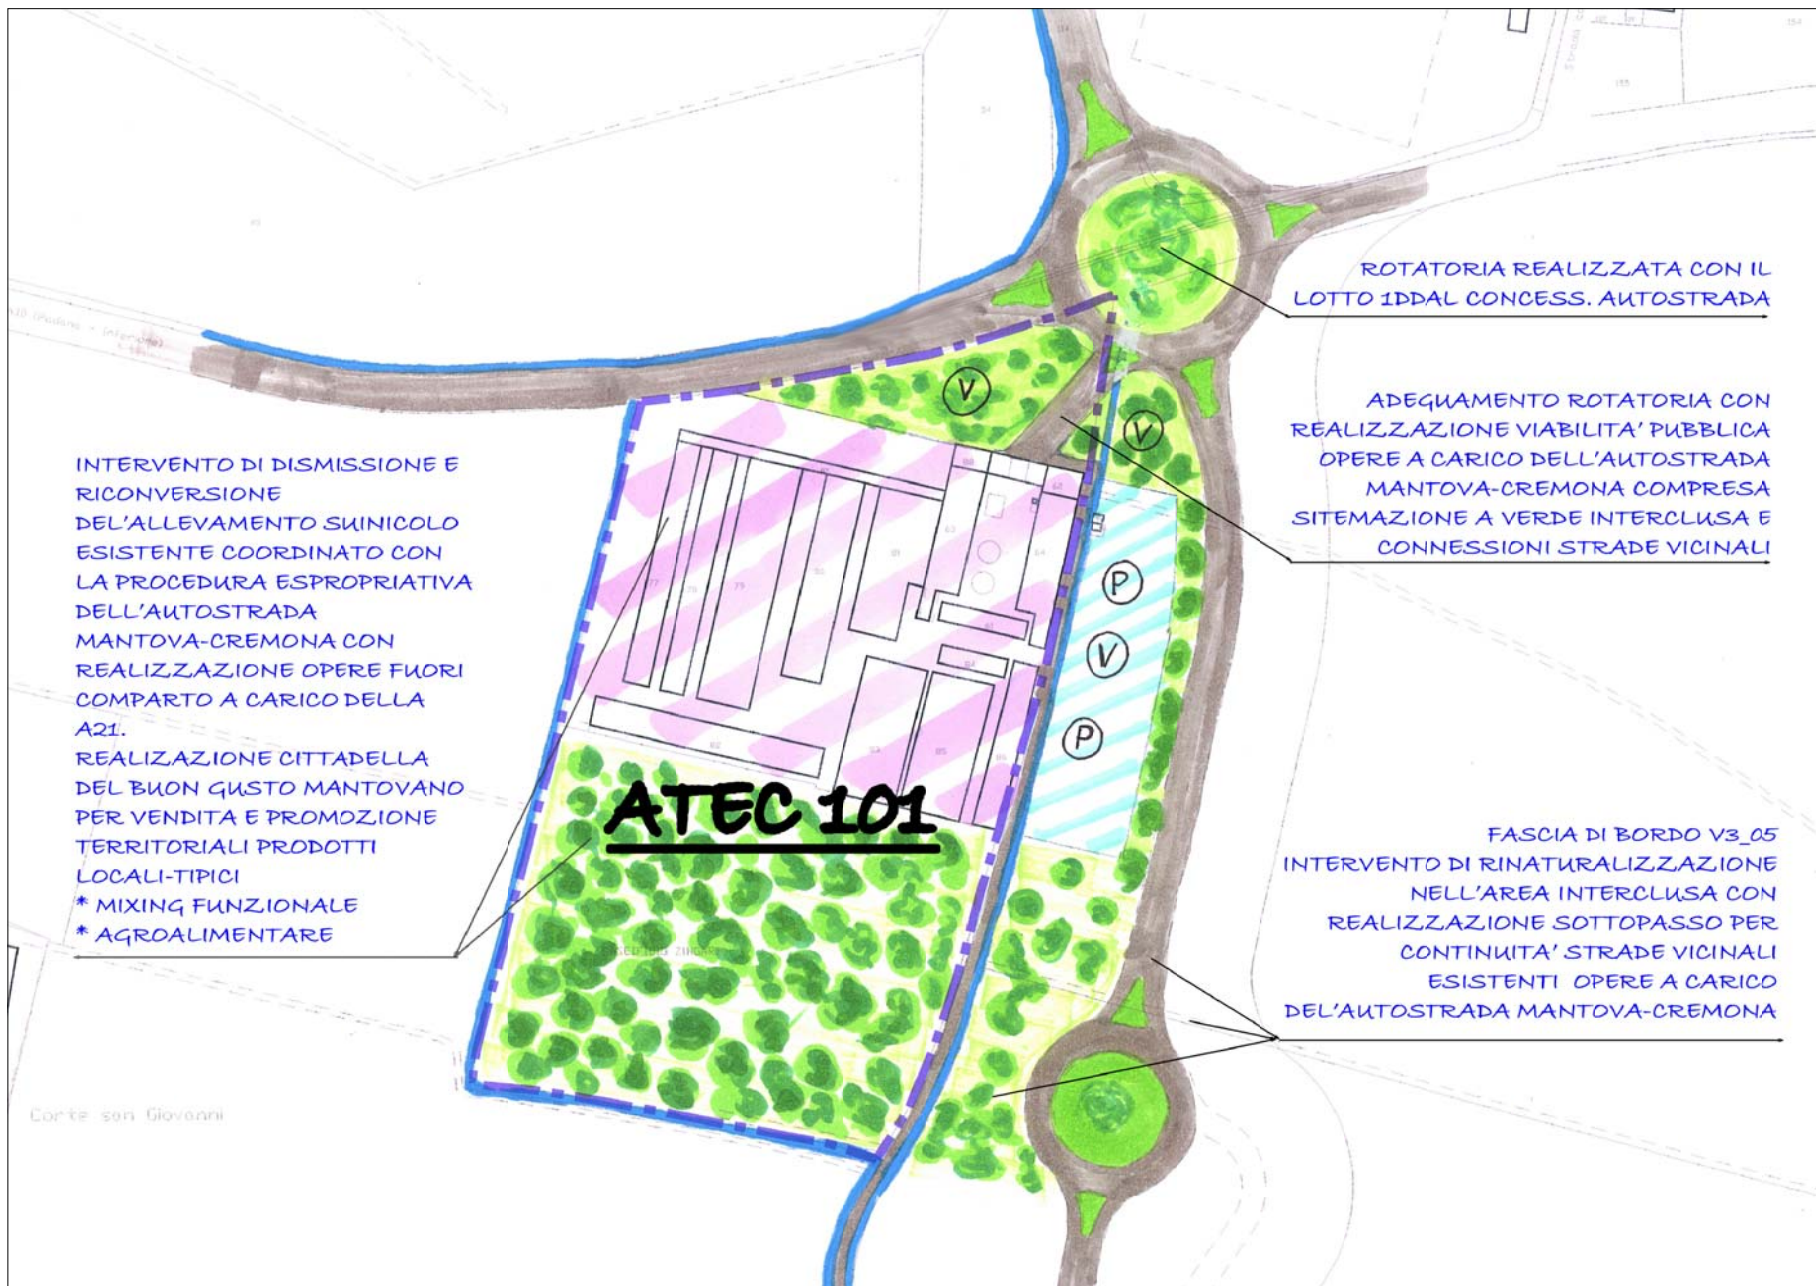 ROTATORIA REALIZZATA CON IL
LOTTO 1DDAL CONCESS. AUTOSTRADA
ADEGUAMENTO ROTATORIA CON
REALIZZAZIONE VIABILITA' PUBBLICA
OPERE A CARICO DELL'AUTOSTRADA
MANTOVA-CREMONA COMPRESA
SITEMAZIONE A VERDE INTERCLUSA E
CONNESSIONI STRADE VICINALI
INTERVENTO DI DISMISSIONE E
RICONVERSIONE
DEL'ALLEVAMENTO SUINICOLO
ESISTENTE COORDINATO CON
LA PROCEDURA ESPROPRIATIVA
DELL'AUTOSTRADA
MANTOVA-CREMONA CON
REALIZZAZIONE OPERE FUORI
COMPARTO A CARICO DELLA
A21.
REALIZAZIONE CITTADELLA
DEL BUON GUSTO MANTOVANO
PER VENDITA E PROMOZIONE
TERRITORIALI PRODOTTI
LOCALI-TIPICI
* MIXING FUNZIONALE
* AGROALIMENTARE
V
V
P
V
P
ATEC 101
FASCIA DI BORDO V3_05
INTERVENTO DI RINATURALIZZAZIONE
NELL'AREA INTERCLUSA CON
REALIZZAZIONE SOTTOPASSO PER
CONTINUITA' STRADE VICINALI
ESISTENTI OPERE A CARICO
DEL'AUTOSTRADA MANTOVA-CREMONA
Corte san Giovanni